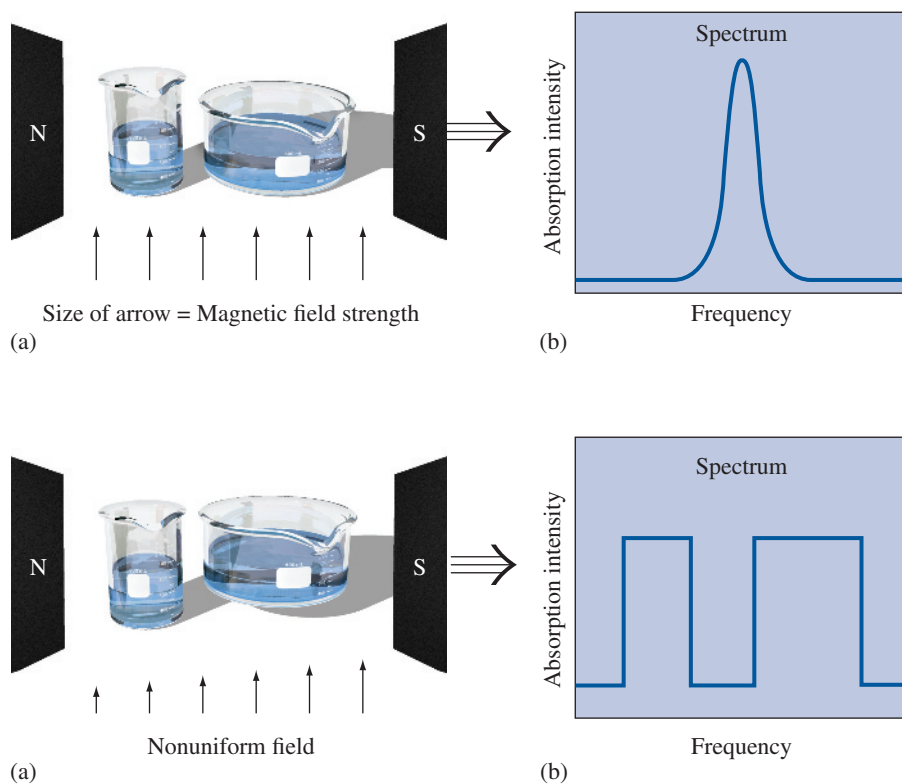 N
S
Size of arrow = Magnetic field strength
(a)
Spectrum
Absorption intensity
Frequency
(b)
N
S
Nonuniform field
(a)
Spectrum
Absorption intensity
Frequency
(b)